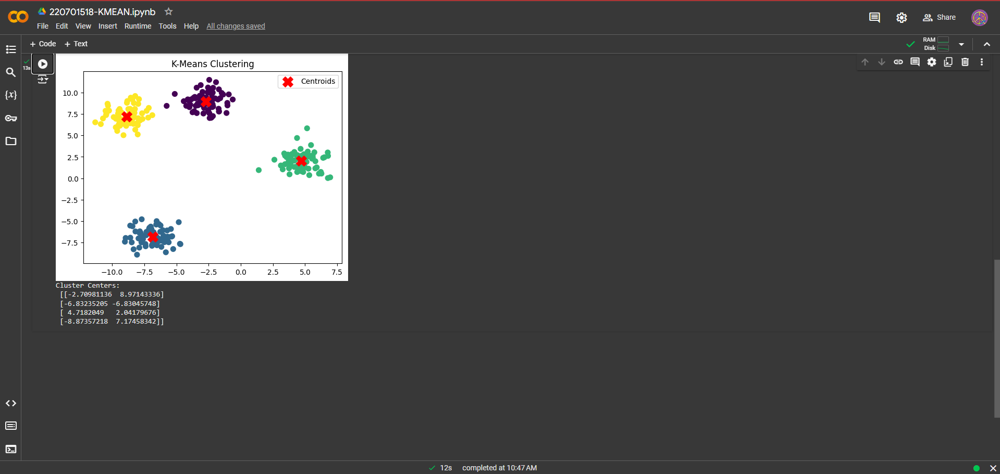 220701518-KMEAN.ipynb
File Edit View Insert Runtime Tools Help All changes saved
Share
+ Code + Text
RAM
Disk
13s
{x}
K-Means Clustering
Centroids
10.0
7.5
5.0
2.5
0.0
−2.5
−5.0
−7.5
−10.0 −7.5 −5.0 −2.5 0.0 2.5 5.0 7.5
Cluster Centers:
[[-2.70981136 8.97143336]
[-6.83235205 -6.83045748]
[ 4.7182049 2.04179676]
[-8.87357218 7.17458342]]
12s completed at 10:47 AM